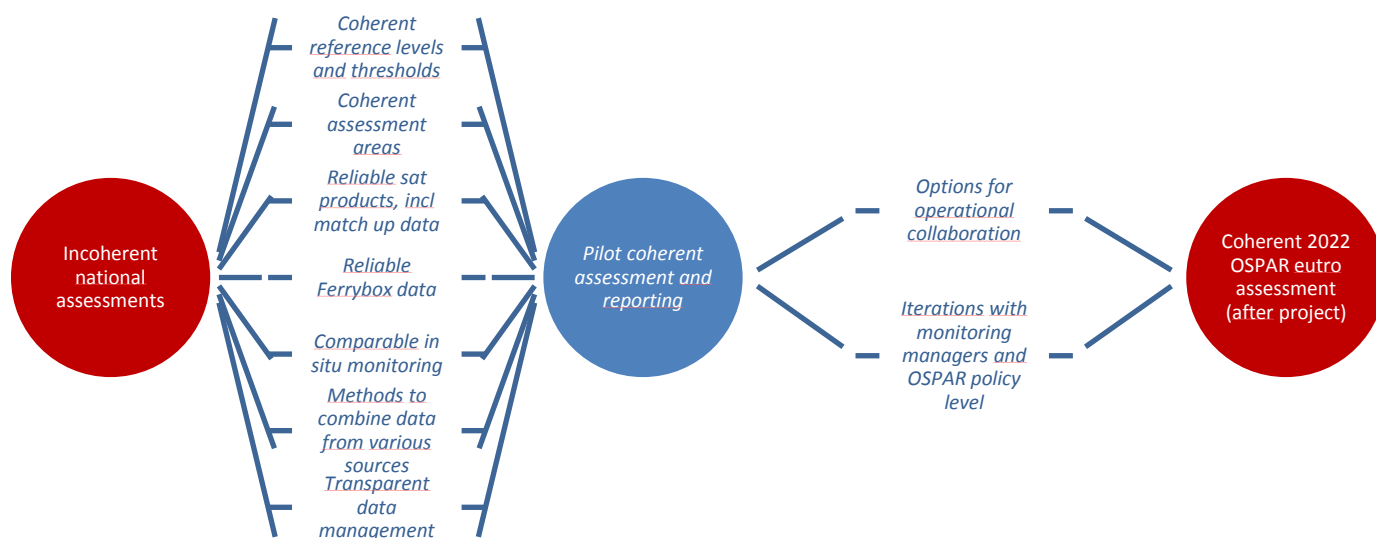 Incoherent
national
assessments
Coherent
reference levels
and thresholds
Coherent
assessment
areas
Reliable sat
products, incl
match up data
Reliable
Ferrybox data
Comparable in
situ monitoring
Methods to
combine data
from various
sources
Transparent
data
management
Pilot coherent
assessment and
reporting
Options for
operational
collaboration
Iterations with
monitoring
managers and
OSPAR policy
level
Coherent 2022
OSPAR eutro
assessment
(after project)